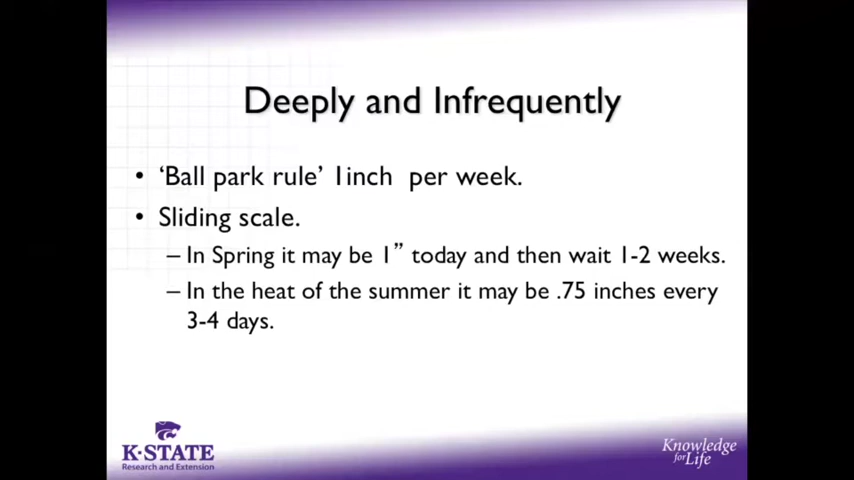 Deeply and Infrequently
• ‘Ball park rule’ 1inch per week.
• Sliding scale.
– In Spring it may be 1” today and then wait 1-2 weeks.
– In the heat of the summer it may be .75 inches every
3-4 days.
K-STATE
Research and Extension
Knowledge
for Life